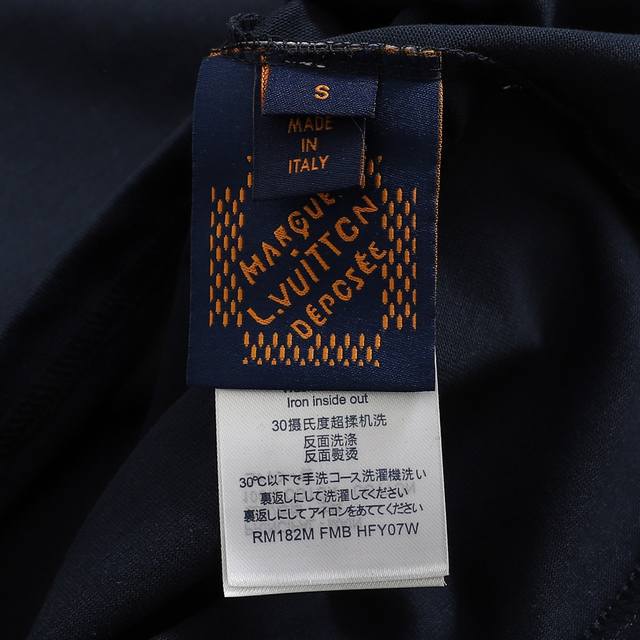 S
MADE
IN
ITALY
MARQUE
L.VUITTON
DÉPOSÉE
Iron inside out
30摄氏度超揉机洗
反面洗涤
反面熨烫
30℃以下で手洗コース洗濯機洗い
裏返しにして洗濯してください
裏返しにしてアイロンをあててください
RM182M FMB HFY07W